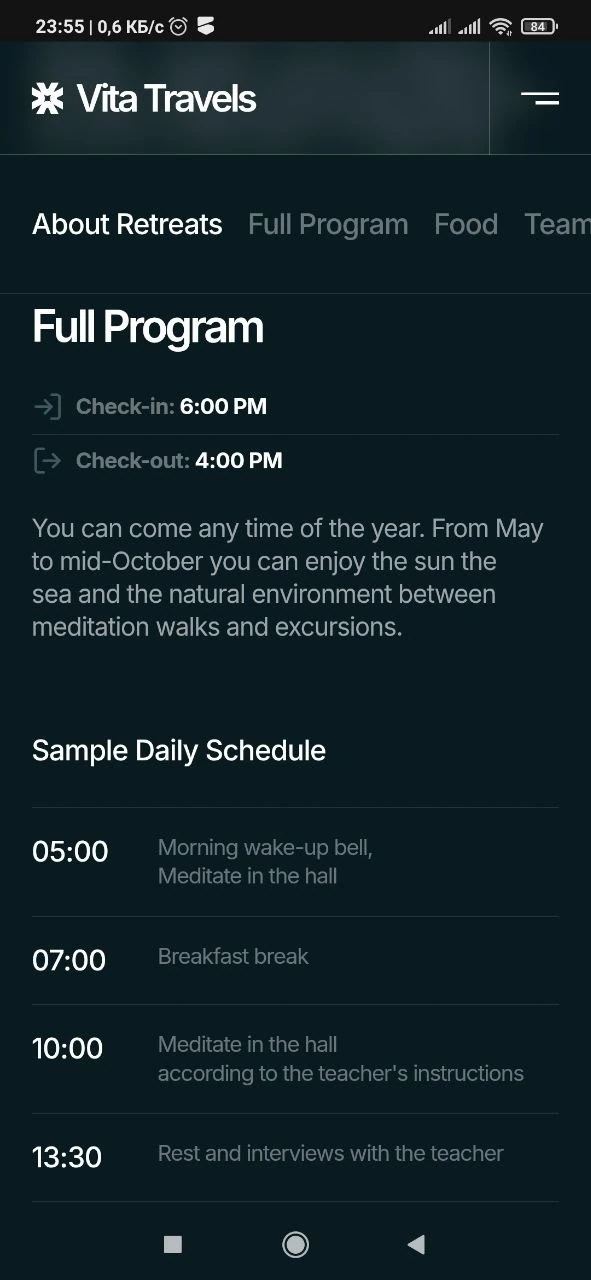 23:55 | 0,6 КБ/с 84
Vita Travels
About Retreats Full Program Food Team
Full Program
Check-in: 6:00 PM
Check-out: 4:00 PM
You can come any time of the year. From May
to mid-October you can enjoy the sun the
sea and the natural environment between
meditation walks and excursions.
Sample Daily Schedule
05:00 Morning wake-up bell,
Meditate in the hall
07:00 Breakfast break
10:00 Meditate in the hall
according to the teacher's instructions
13:30 Rest and interviews with the teacher